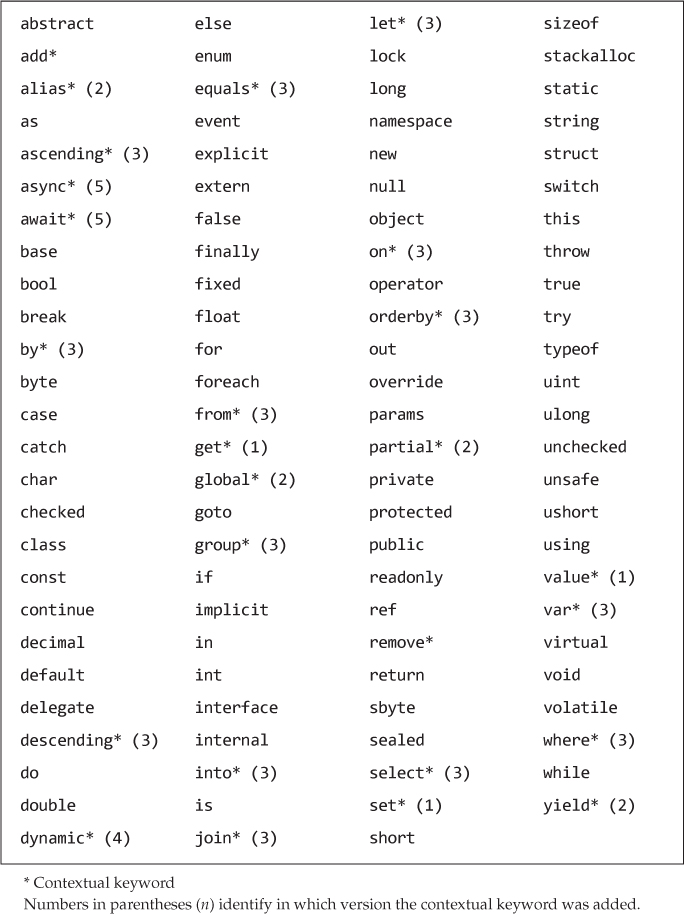 abstract else let* (3) sizeof
add* enum lock stackalloc
alias* (2) equals* (3) long static
as event namespace string
ascending* (3) explicit new struct
async* (5) extern null switch
await* (5) false object this
base finally on* (3) throw
bool fixed operator true
break float orderby* (3) try
by* (3) for out typeof
byte foreach override uint
case from* (3) params ulong
catch get* (1) partial* (2) unchecked
char global* (2) private unsafe
checked goto protected ushort
class group* (3) public using
const if readonly value* (1)
continue implicit ref var* (3)
decimal in remove* virtual
default int return void
delegate interface sbyte volatile
descending* (3) internal sealed where* (3)
do into* (3) select* (3) while
double is set* (1) yield* (2)
dynamic* (4) join* (3) short
* Contextual keyword
Numbers in parentheses (n) identify in which version the contextual keyword was added.